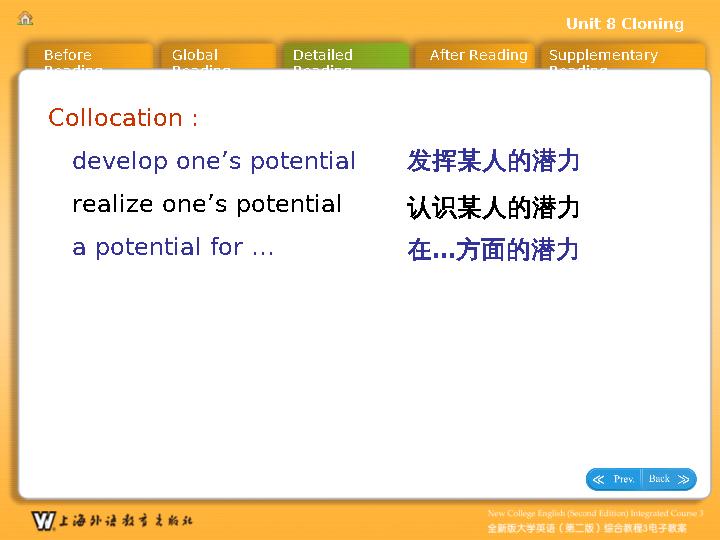 Unit 8 Cloning
Before Reading
Global Reading
Detailed Reading
After Reading
Supplementary Reading
Collocation :
develop one’s potential 发挥某人的潜力
realize one’s potential 认识某人的潜力
a potential for … 在…方面的潜力
Prev. Back
New College English (Second Edition) Integrated Course 3
上海外语教育出版社 全新版大学英语（第二版）综合教程3电子教案